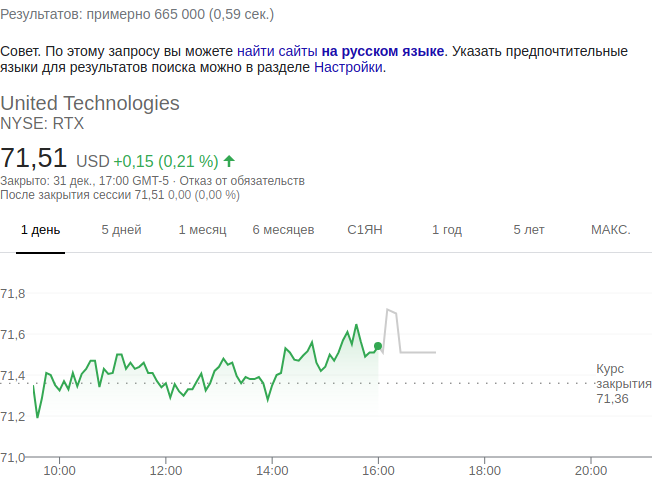 Результатов: примерно 665 000 (0,59 сек.)
Совет. По этому запросу вы можете найти сайты на русском языке. Указать предпочтительные
языки для результатов поиска можно в разделе Настройки.
United Technologies
NYSE: RTX
71,51 USD +0,15 (0,21 %)
Закрыто: 31 дек., 17:00 GMT-5 · Отказ от обязательств
После закрытия сессии 71,51 0,00 (0,00 %)
1 день 5 дней 1 месяц 6 месяцев С1ЯН 1 год 5 лет МАКС.
71,8
71,6
71,4
71,2
71,0
Курс
закрытия
71,36
10:00 12:00 14:00 16:00 18:00 20:00